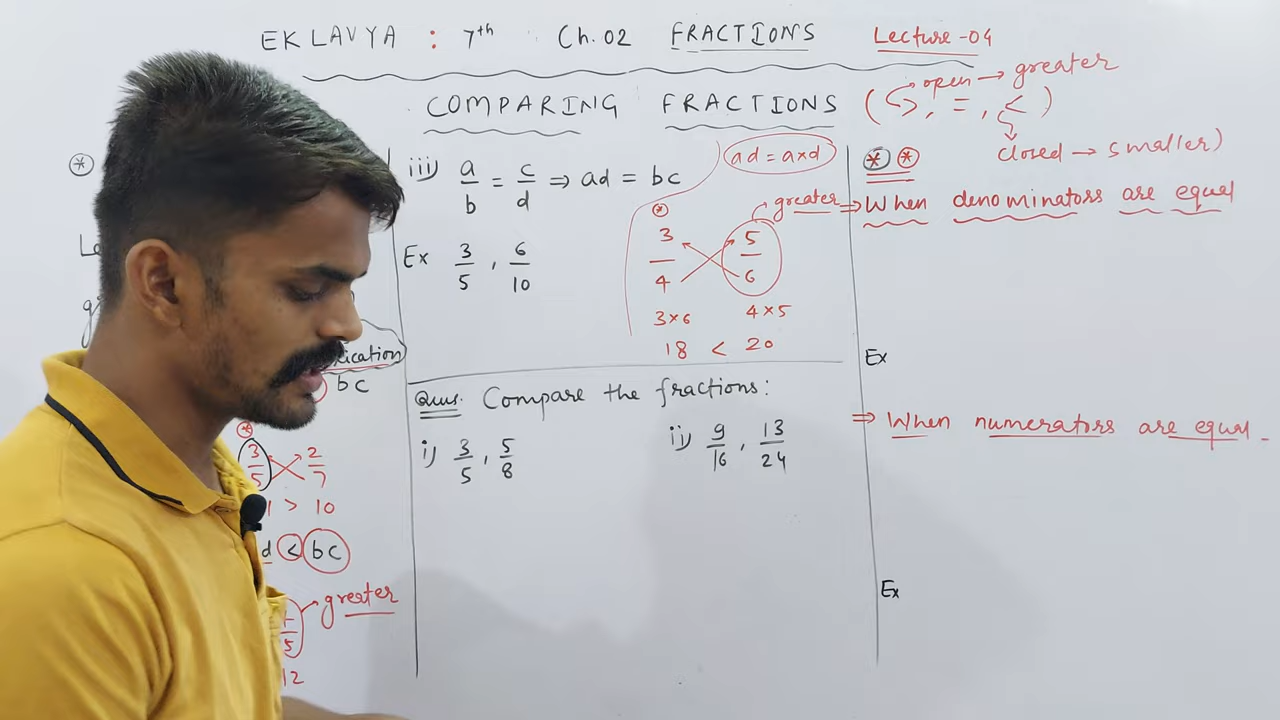 EKLAVYA : 7th Ch.02 FRACTIONS Lecture -04
COMPARING FRACTIONS ( >, =, < )
open → greater
closed → smaller)
bc
3/5 2/7
1 > 10
d < bc
greater
5
12
iii) a/b = c/d ⇒ ad = bc
ad = a×d
Ex 3/5 , 6/10
3/4 5/6
greater
3×6 4×5
18 < 20
Ques. Compare the fractions:
i) 3/5 , 5/8 ii) 9/16 , 13/24
⇒ When denominators are equal
Ex
⇒ When numerators are equal -
Ex